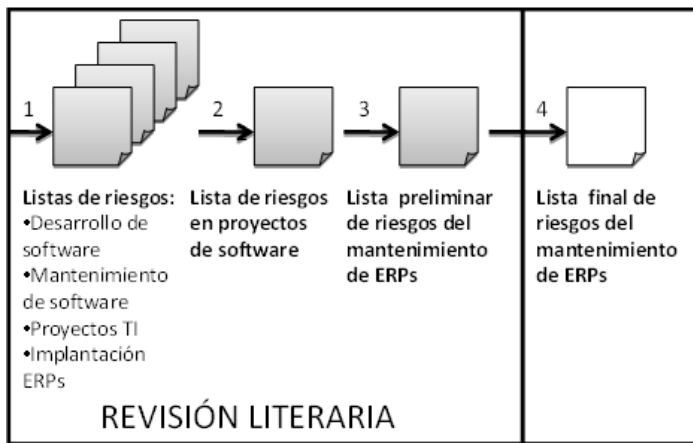 1
2
3
4
Listas de riesgos:
•Desarrollo de
software
•Mantenimiento
de software
•Proyectos TI
•Implantación
ERPs
Lista de riesgos
en proyectos
de software
Lista preliminar
de riesgos del
mantenimiento
de ERPs
Lista final de
riesgos del
mantenimiento
de ERPs
REVISIÓN LITERARIA